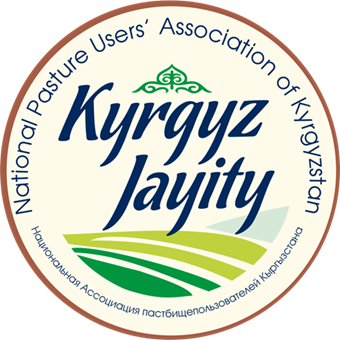 National Pasture Users' Association of Kyrgyzstan
Kyrgyz
Jayity
Национальная Ассоциация пастбищепользователей Кыргызстана